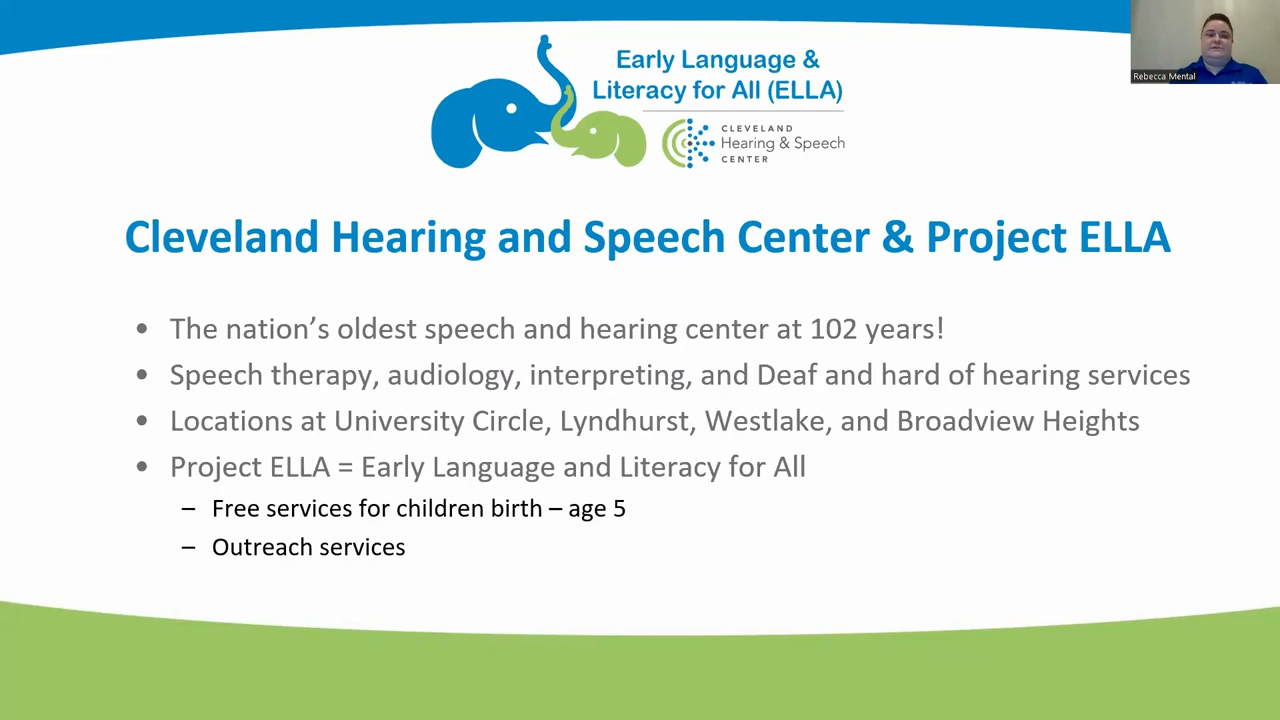 Early Language &
Literacy for All (ELLA)
CLEVELAND
Hearing & Speech
CENTER
Rebecca Mental
Cleveland Hearing and Speech Center & Project ELLA
• The nation’s oldest speech and hearing center at 102 years!
• Speech therapy, audiology, interpreting, and Deaf and hard of hearing services
• Locations at University Circle, Lyndhurst, Westlake, and Broadview Heights
• Project ELLA = Early Language and Literacy for All
– Free services for children birth – age 5
– Outreach services